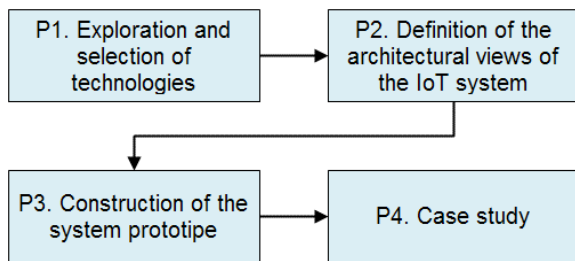 P1. Exploration and
selection of
technologies
P2. Definition of the
architectural views of
the IoT system
P3. Construction of the
system prototipe
P4. Case study